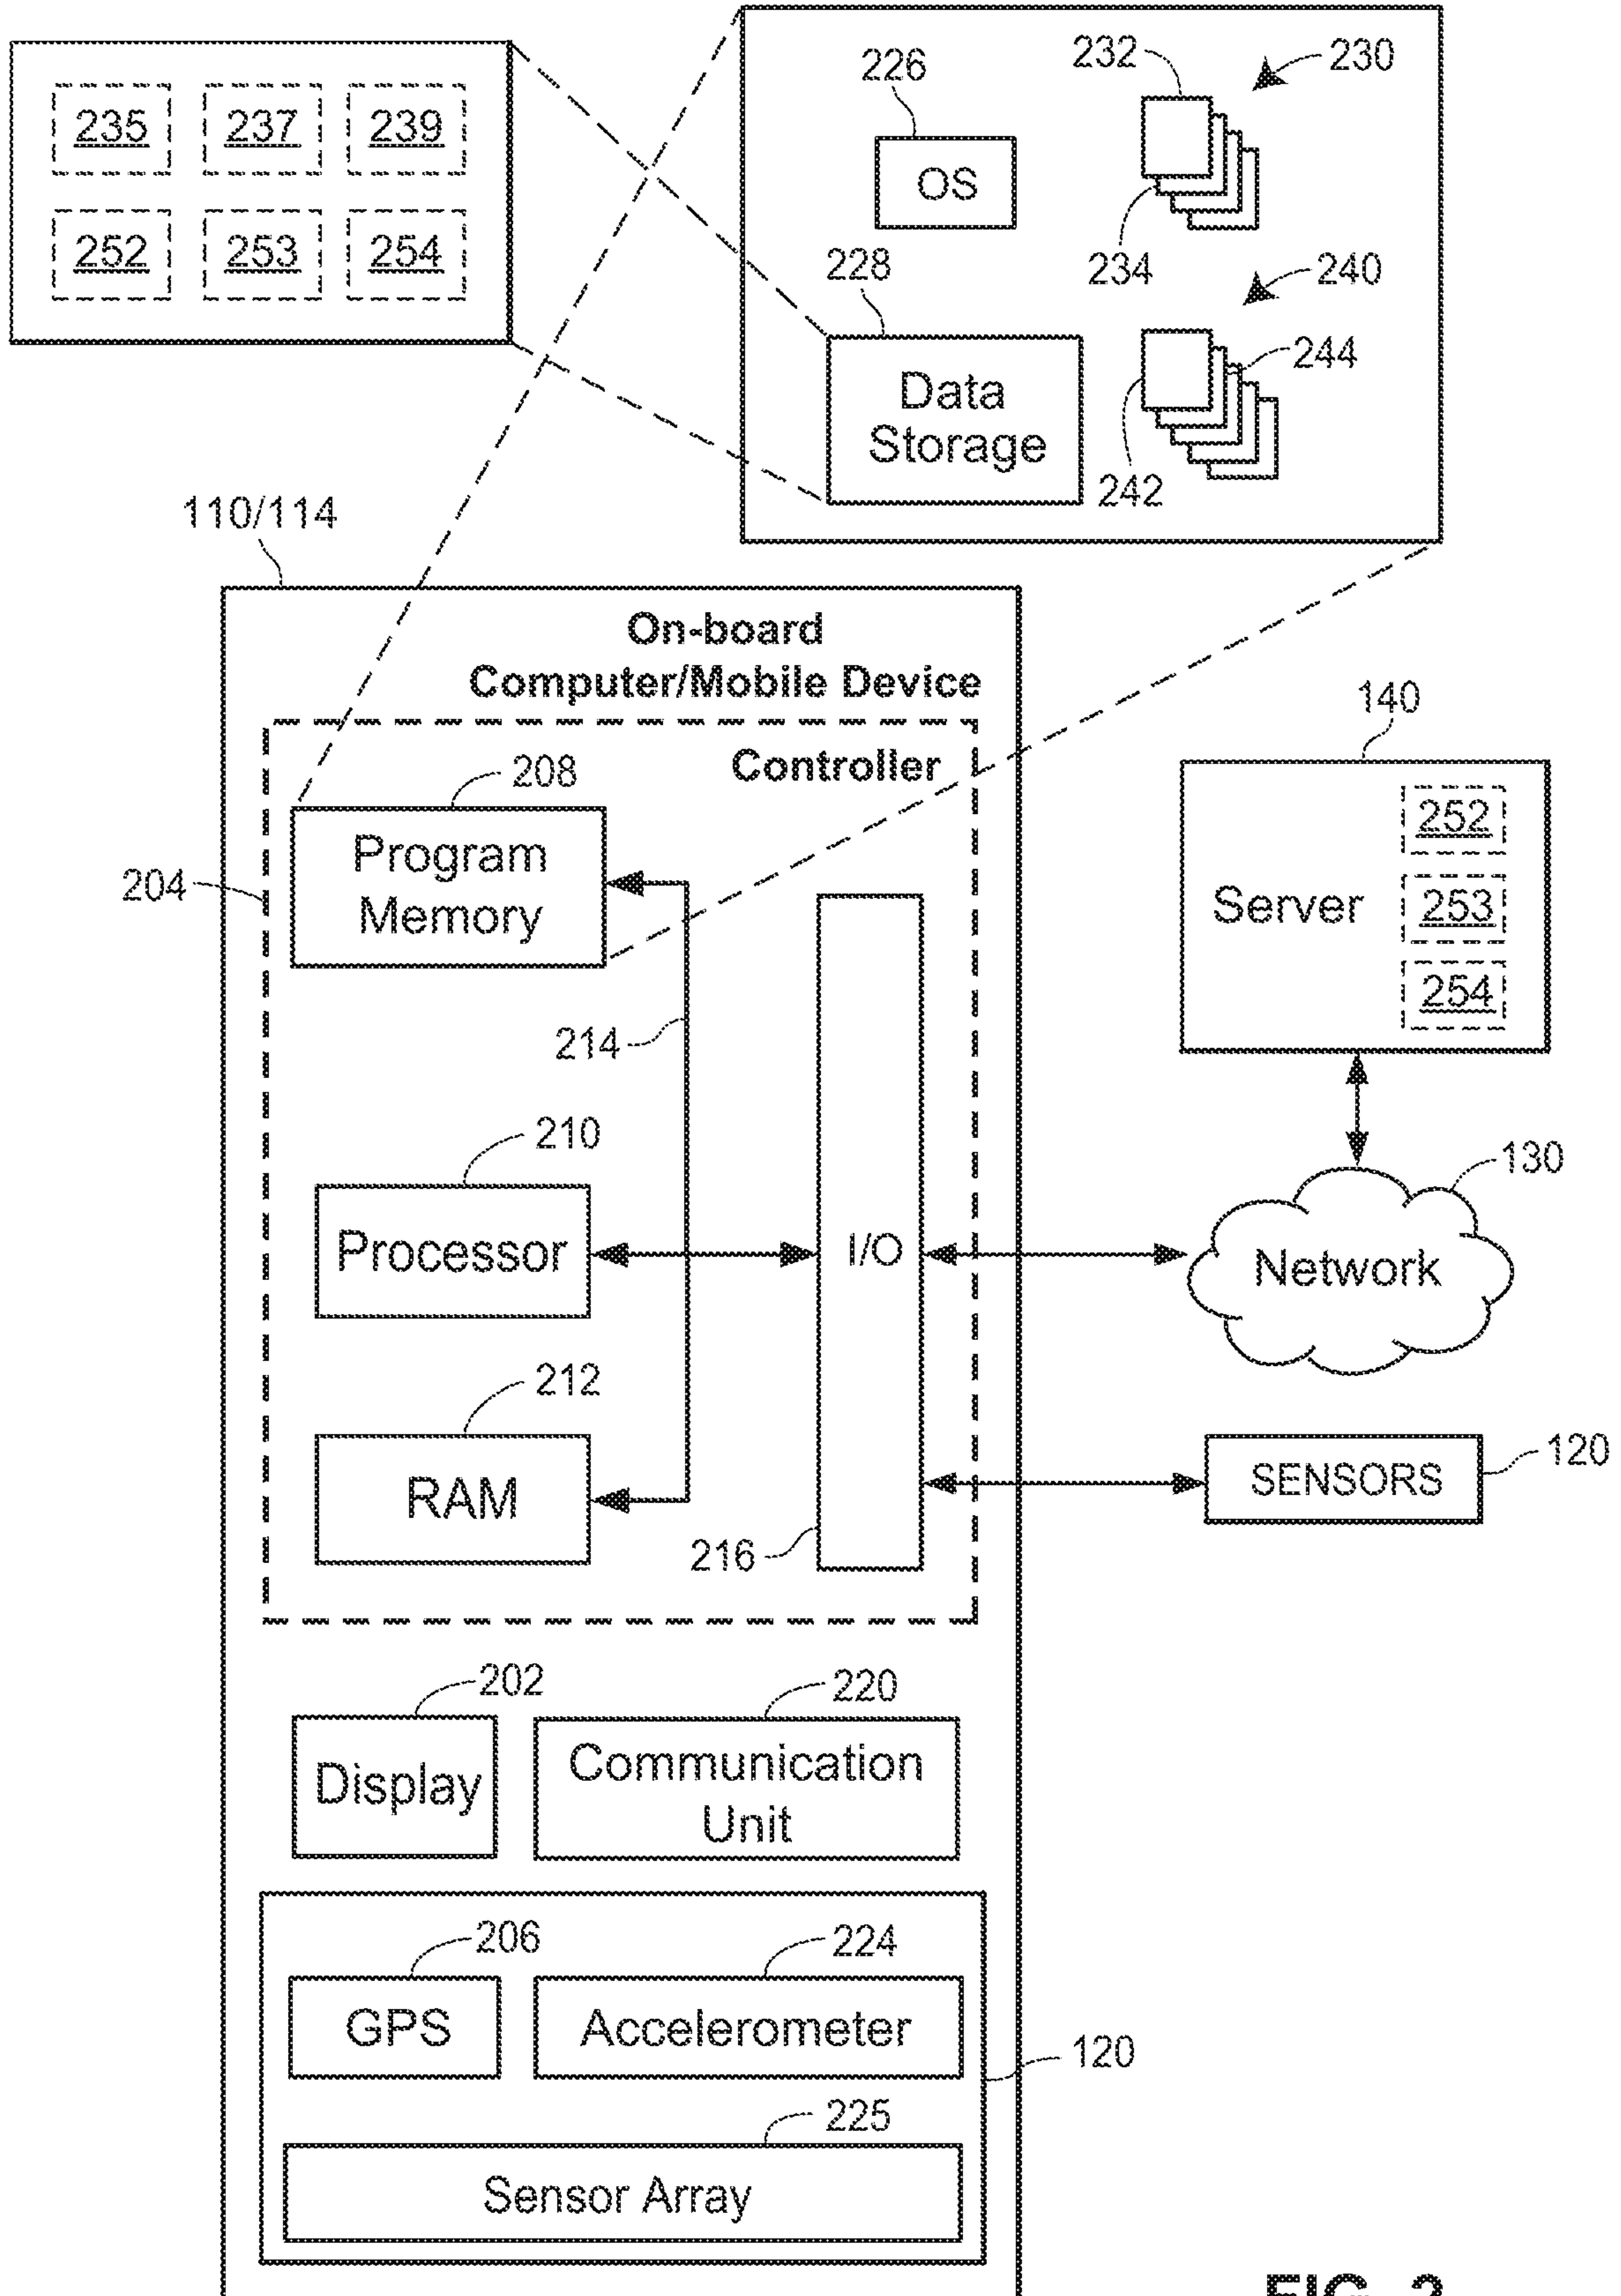 235 237 239
252 253 254
226
OS
232
230
234
228
Data
Storage
240
244
242
110/114
On-board
Computer/Mobile Device
Controller
208
Program
Memory
204
214
210
Processor
212
RAM
I/O
216
140
Server
252
253
254
130
Network
SENSORS
120
202
Display
220
Communication
Unit
206
GPS
224
Accelerometer
120
225
Sensor Array
FIG. 2